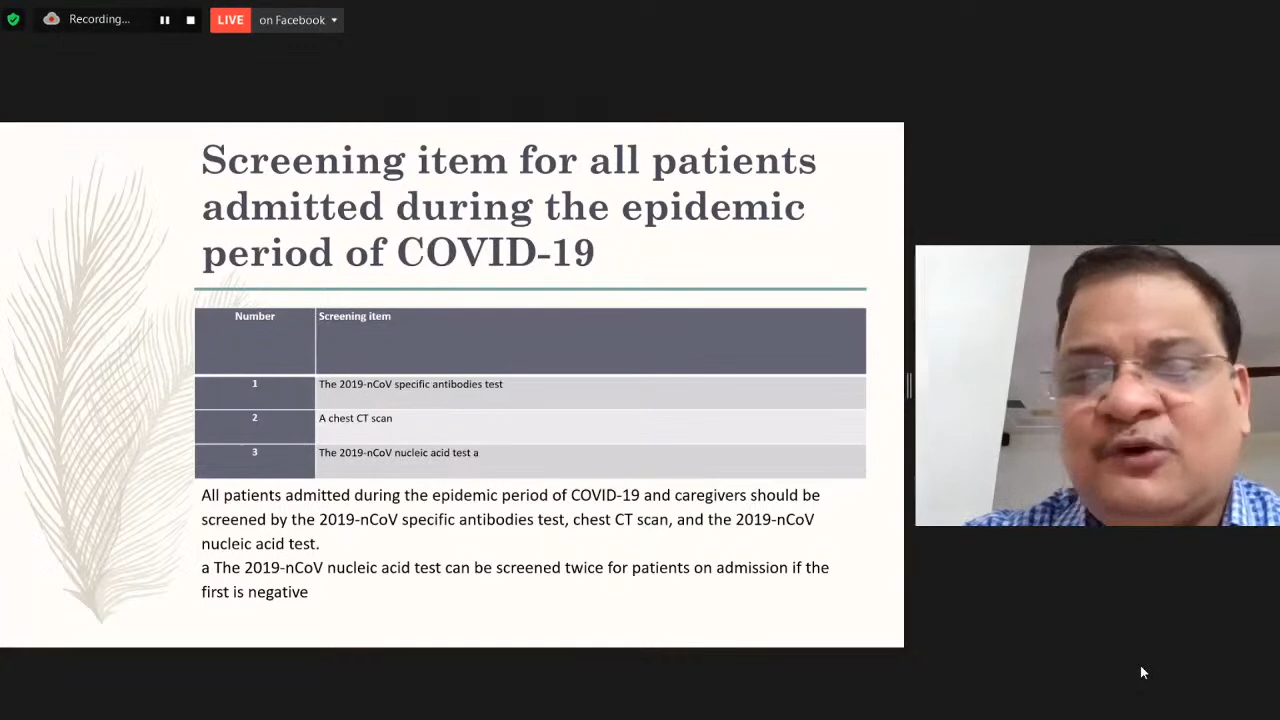 Recording...
LIVE on Facebook
Screening item for all patients
admitted during the epidemic
period of COVID-19
Number Screening item
1 The 2019-nCoV specific antibodies test
2 A chest CT scan
3 The 2019-nCoV nucleic acid test a
All patients admitted during the epidemic period of COVID-19 and caregivers should be
screened by the 2019-nCoV specific antibodies test, chest CT scan, and the 2019-nCoV
nucleic acid test.
a The 2019-nCoV nucleic acid test can be screened twice for patients on admission if the
first is negative